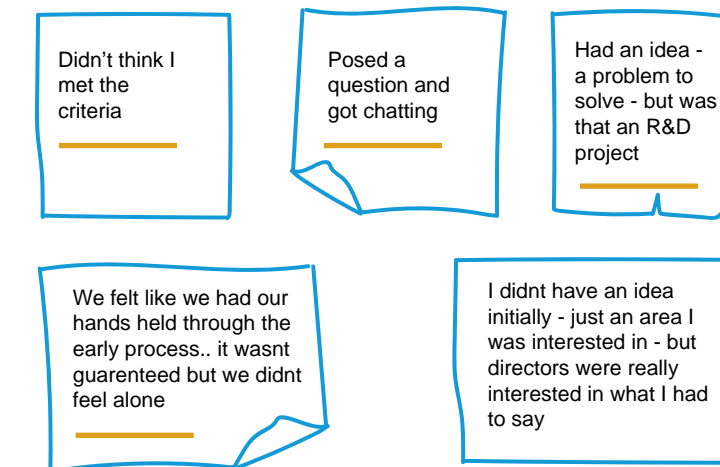 Didn’t think I
met the
criteria
Posed a
question and
got chatting
Had an idea -
a problem to
solve - but was
that an R&D
project
We felt like we had our
hands held through the
early process.. it wasnt
guarenteed but we didnt
feel alone
I didnt have an idea
initially - just an area I
was interested in - but
directors were really
interested in what I had
to say